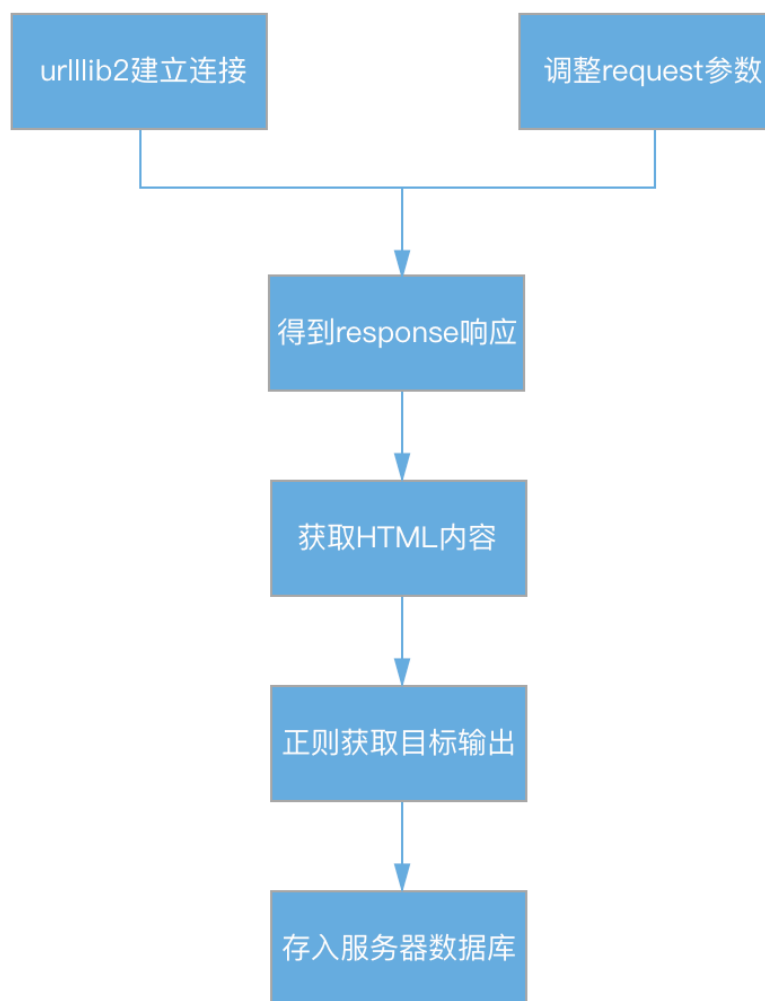 urlllib2建立连接
调整request参数
得到response响应
获取HTML内容
正则获取目标输出
存入服务器数据库